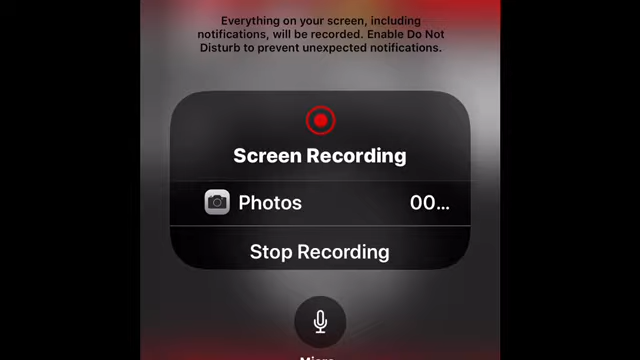 Everything on your screen, including
notifications, will be recorded. Enable Do Not
Disturb to prevent unexpected notifications.
Screen Recording
Photos 00...
Stop Recording